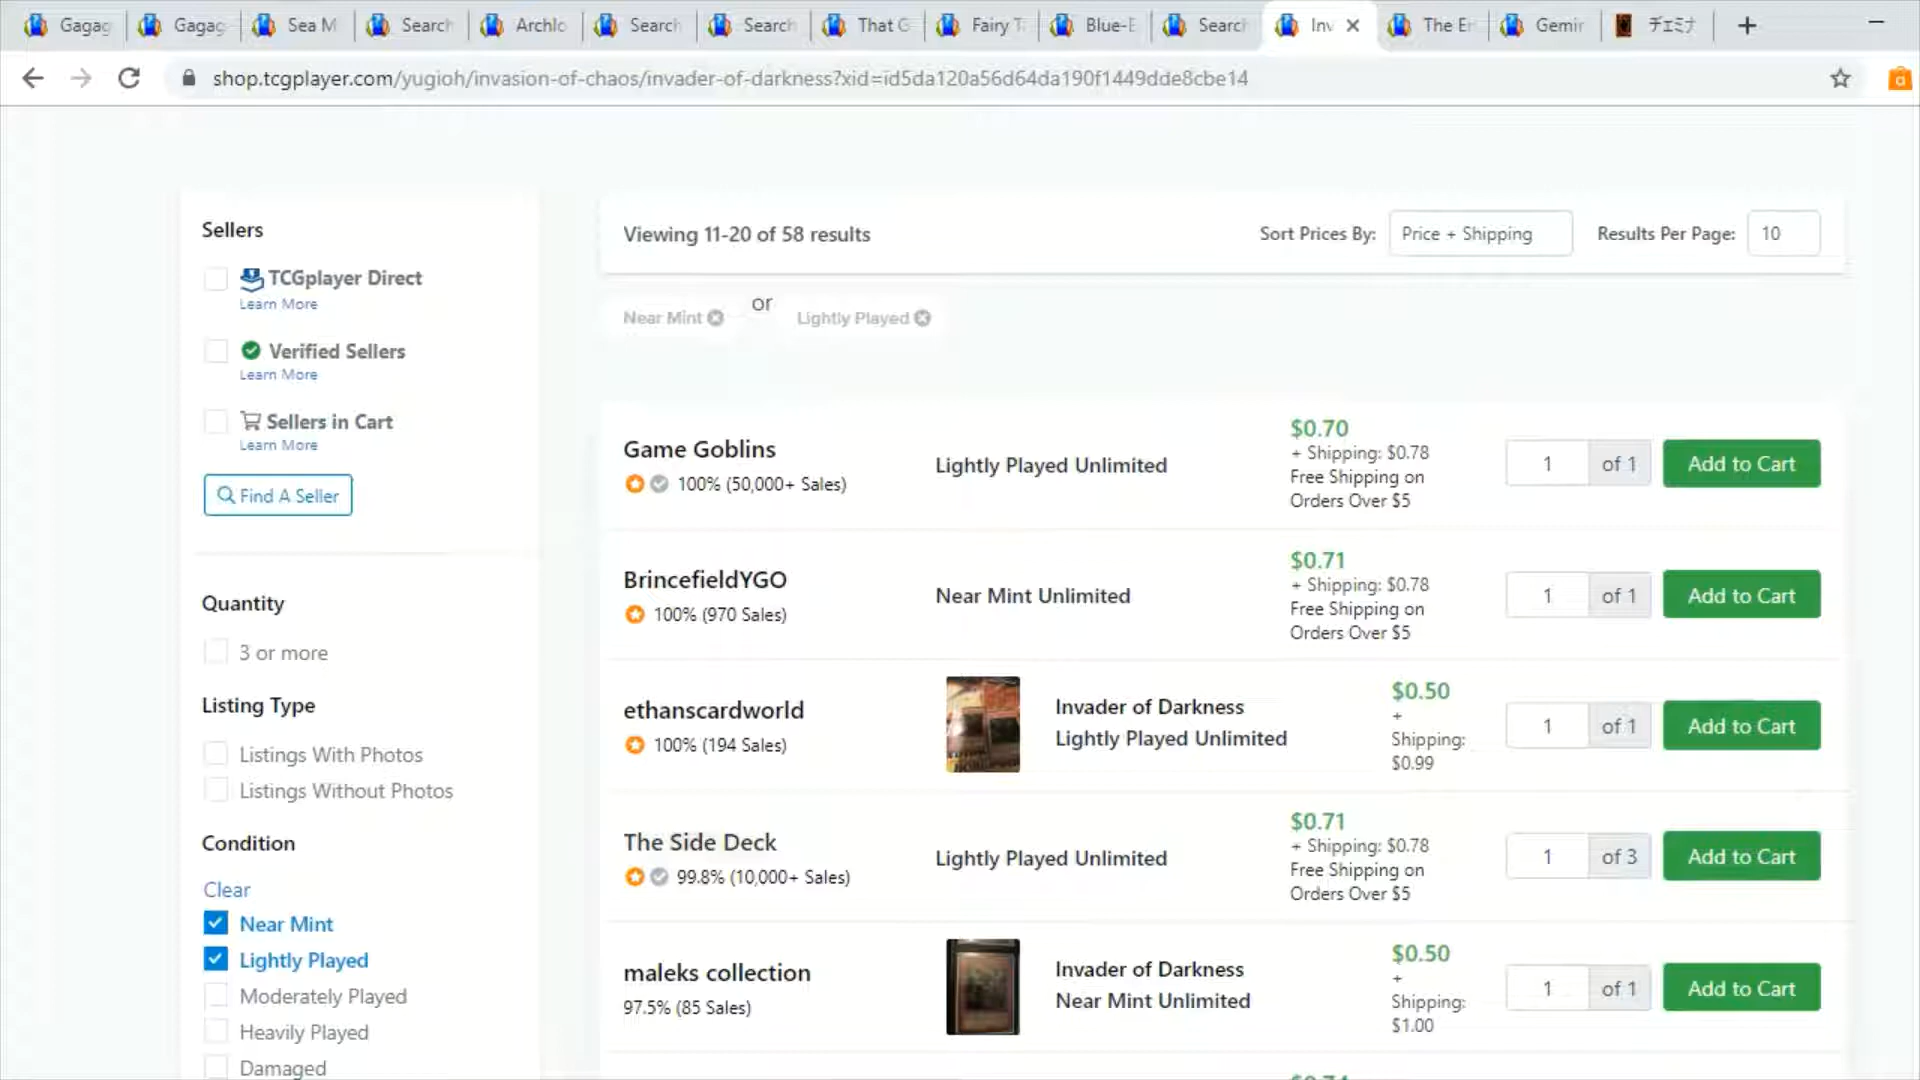 Gagag
Gagag
Sea M
Search
Archlo
Search
Search
That G
Fairy T
Blue-E
Search
Inv
The Er
Gemin
チェミナ
shop.tcgplayer.com/yugioh/invasion-of-chaos/invader-of-darkness?xid=id5da120a56d64da190f1449dde8cbe14
Sellers
TCGplayer Direct
Learn More
Verified Sellers
Learn More
Sellers in Cart
Learn More
Find A Seller
Quantity
3 or more
Listing Type
Listings With Photos
Listings Without Photos
Condition
Clear
Near Mint
Lightly Played
Moderately Played
Heavily Played
Damaged
Viewing 11-20 of 58 results
Sort Prices By: Price + Shipping
Results Per Page: 10
Near Mint or Lightly Played
Game Goblins
100% (50,000+ Sales)
Lightly Played Unlimited
$0.70
+ Shipping: $0.78
Free Shipping on
Orders Over $5
1 of 1
Add to Cart
BrincefieldYGO
100% (970 Sales)
Near Mint Unlimited
$0.71
+ Shipping: $0.78
Free Shipping on
Orders Over $5
1 of 1
Add to Cart
ethanscardworld
100% (194 Sales)
Invader of Darkness
Lightly Played Unlimited
$0.50
+
Shipping:
$0.99
1 of 1
Add to Cart
The Side Deck
99.8% (10,000+ Sales)
Lightly Played Unlimited
$0.71
+ Shipping: $0.78
Free Shipping on
Orders Over $5
1 of 3
Add to Cart
maleks collection
97.5% (85 Sales)
Invader of Darkness
Near Mint Unlimited
$0.50
+
Shipping:
$1.00
1 of 1
Add to Cart